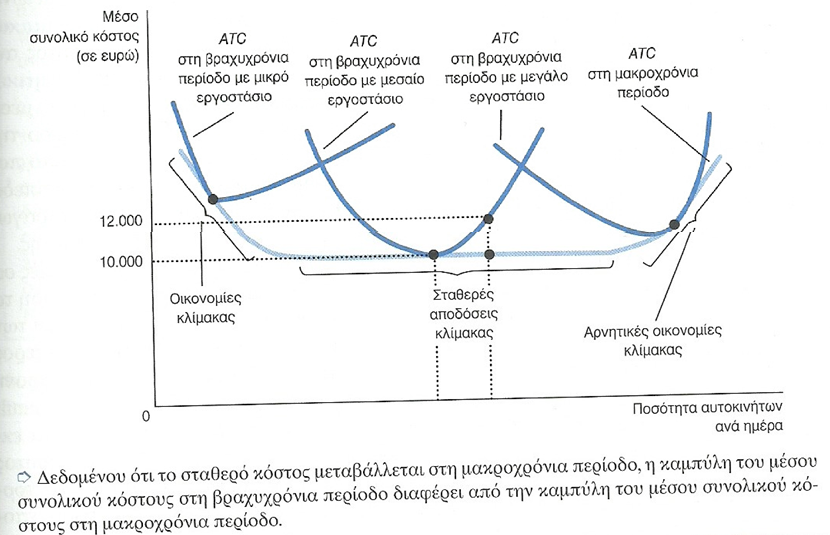 Μέσο
συνολικό κόστος
(σε ευρώ)
ATC
στη βραχυχρόνια
περίοδο με μικρό
εργοστάσιο
ATC
στη βραχυχρόνια
περίοδο με μεσαίο
εργοστάσιο
ATC
στη βραχυχρόνια
περίοδο με μεγάλο
εργοστάσιο
ATC
στη μακροχρόνια
περίοδο
12.000
10.000
Οικονομίες
κλίμακας
Σταθερές
αποδόσεις
κλίμακας
Αρνητικές οικονομίες
κλίμακας
0
Ποσότητα αυτοκινήτων
ανά ημέρα
⇨ Δεδομένου ότι το σταθερό κόστος μεταβάλλεται στη μακροχρόνια περίοδο, η καμπύλη του μέσου
συνολικού κόστους στη βραχυχρόνια περίοδο διαφέρει από την καμπύλη του μέσου συνολικού κό-
στους στη μακροχρόνια περίοδο.